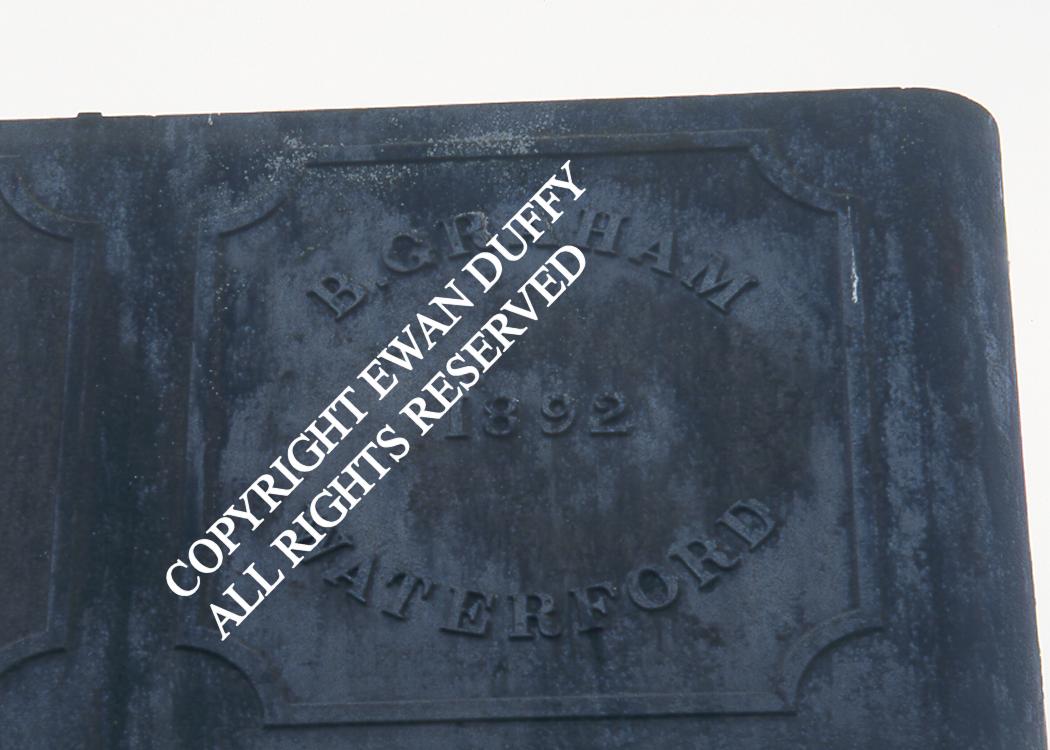 B. GRAHAM
1892
WATERFORD
COPYRIGHT EWAN DUFFY
ALL RIGHTS RESERVED